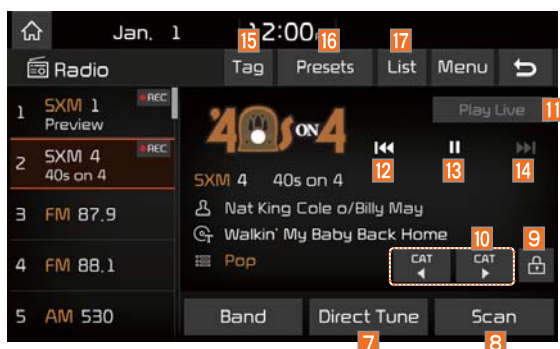 Jan. 1 12:00
15 16 17
Radio Tag Presets List Menu
1 SXM 1 REC
Preview
Play Live 11
'40s ON 4
2 SXM 4 REC
40s on 4
12 13 14
SXM 4 40s on 4
3 FM 87.9
Nat King Cole o/Billy May
Walkin' My Baby Back Home
10 9
4 FM 88.1
Pop
CAT CAT
5 AM 530
Band Direct Tune Scan
7 8